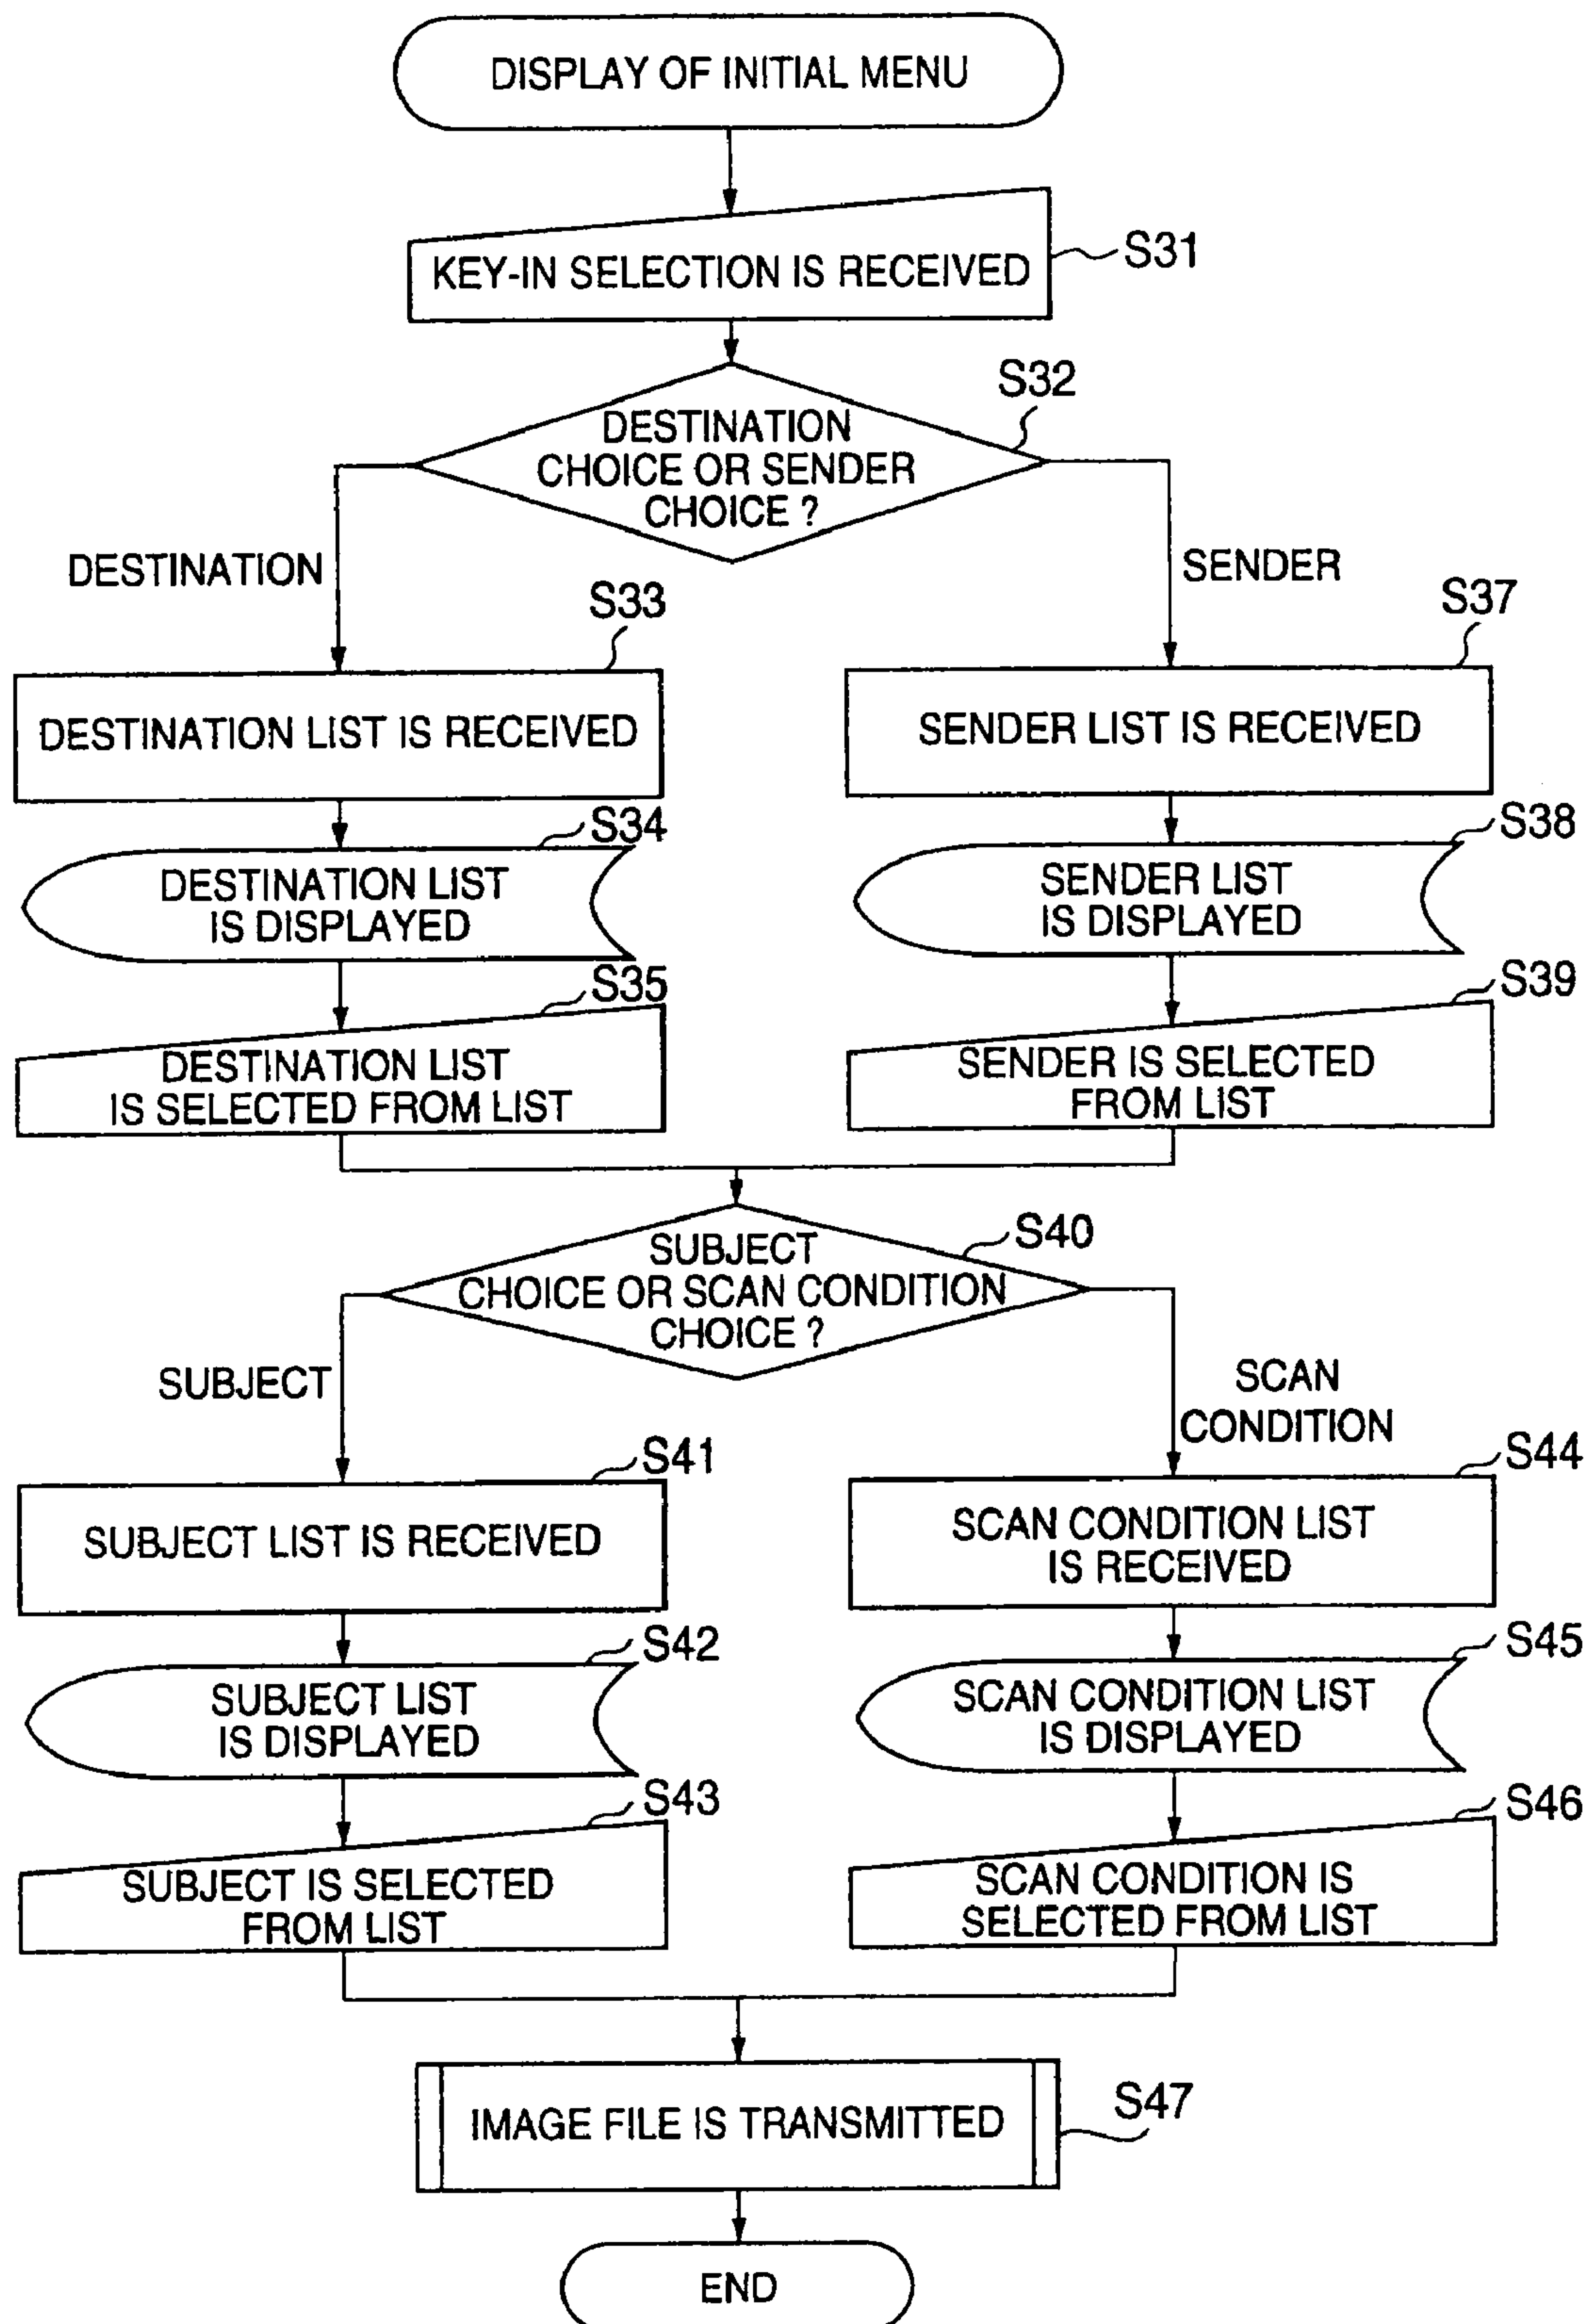 DISPLAY OF INITIAL MENU
KEY-IN SELECTION IS RECEIVED
S31
S32
DESTINATION
CHOICE OR SENDER
CHOICE ?
DESTINATION
SENDER
S33
S37
DESTINATION LIST IS RECEIVED
SENDER LIST IS RECEIVED
S34
S38
DESTINATION LIST
IS DISPLAYED
SENDER LIST
IS DISPLAYED
S35
S39
DESTINATION LIST
IS SELECTED FROM LIST
SENDER IS SELECTED
FROM LIST
S40
SUBJECT
CHOICE OR SCAN CONDITION
CHOICE ?
SUBJECT
SCAN
CONDITION
S41
S44
SUBJECT LIST IS RECEIVED
SCAN CONDITION LIST
IS RECEIVED
S42
S45
SUBJECT LIST
IS DISPLAYED
SCAN CONDITION LIST
IS DISPLAYED
S43
S46
SUBJECT IS SELECTED
FROM LIST
SCAN CONDITION IS
SELECTED FROM LIST
IMAGE FILE IS TRANSMITTED
S47
END